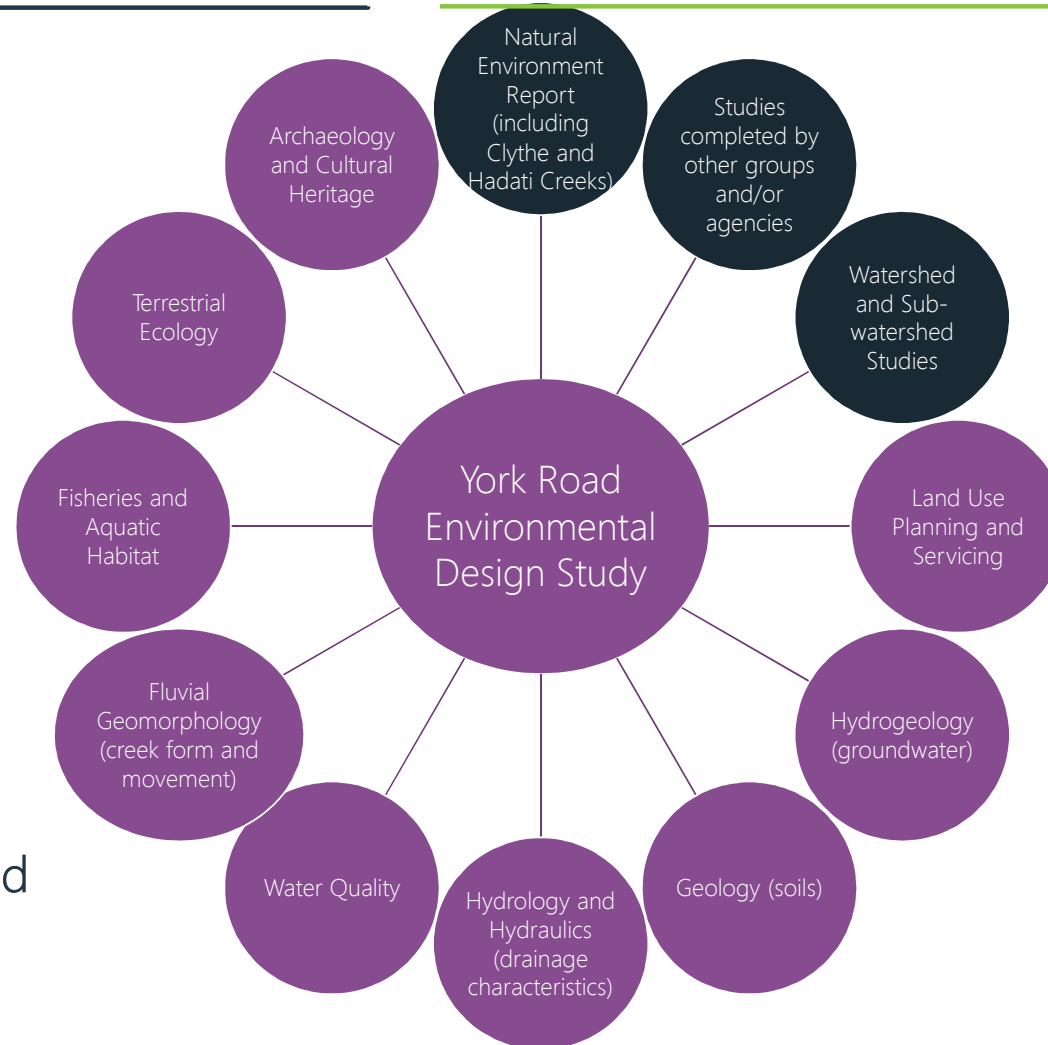 Natural
Environment
Report
(including
Clythe and
Hadati Creeks)
Studies
completed by
other groups
and/or
agencies
Watershed
and Sub-
watershed
Studies
Land Use
Planning and
Servicing
Hydrogeology
(groundwater)
Geology (soils)
Hydrology and
Hydraulics
(drainage
characteristics)
Water Quality
Fluvial
Geomorphology
(creek form and
movement)
Fisheries and
Aquatic
Habitat
Terrestrial
Ecology
Archaeology
and Cultural
Heritage
York Road
Environmental
Design Study
d